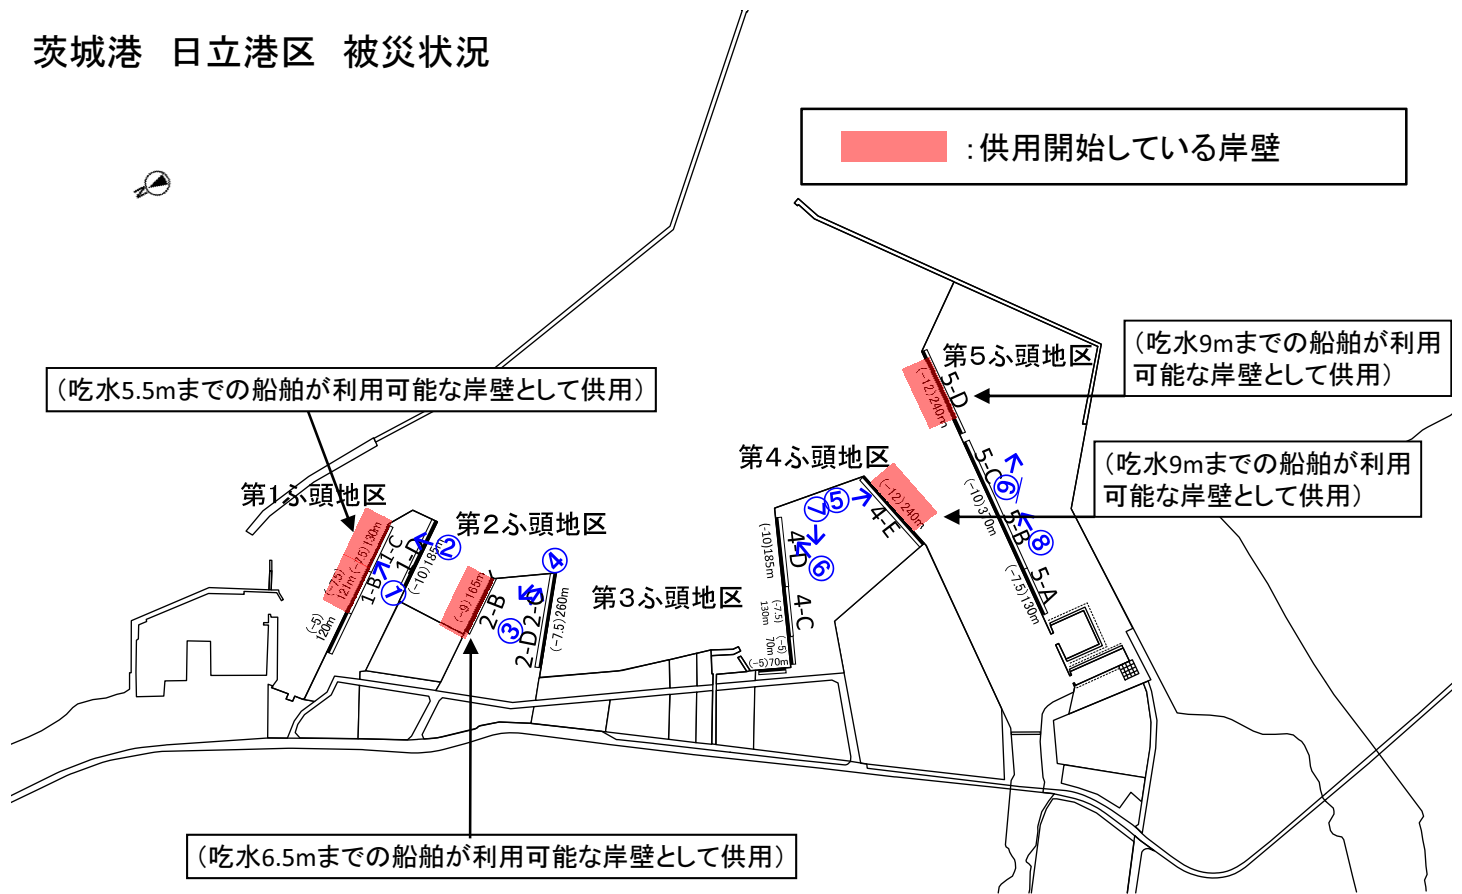 茨城港　日立港区　被災状況
：供用開始している岸壁
N
（吃水5.5mまでの船舶が利用可能な岸壁として供用）
（吃水9mまでの船舶が利用
可能な岸壁として供用）
（吃水9mまでの船舶が利用
可能な岸壁として供用）
（吃水6.5mまでの船舶が利用可能な岸壁として供用）
第1ふ頭地区
(-7.5)130m
(-7.5)
121m
(-5)
120m
1-C
1-B
1-D
(-10)185m
①
②
第2ふ頭地区
(-9)165m
2-B
2-C
2-D
(-7.5)260m
③
④
第3ふ頭地区
第4ふ頭地区
(-12)240m
4-E
(-10)185m
4-D
4-C
(-7.5)
130m
(-5)
70m
(-5)70m
⑤
⑦
⑥
第5ふ頭地区
(-12)240m
5-D
5-C
(-10)370m
5-B
5-A
(-7.5)130m
⑨
⑧